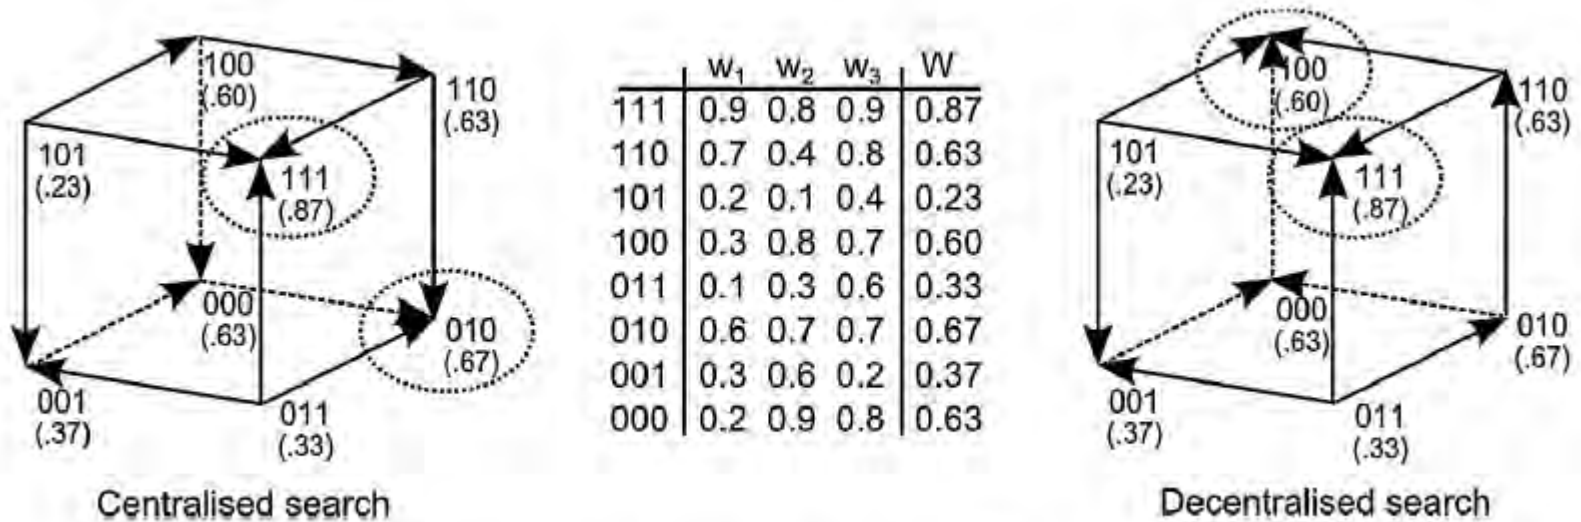 100
(.60)
110
(.63)
101
(.23)
111
(.87)
000
(.63)
010
(.67)
001
(.37)
011
(.33)
Centralised search
w1 w2 w3 W
111 0.9 0.8 0.9 0.87
110 0.7 0.4 0.8 0.63
101 0.2 0.1 0.4 0.23
100 0.3 0.8 0.7 0.60
011 0.1 0.3 0.6 0.33
010 0.6 0.7 0.7 0.67
001 0.3 0.6 0.2 0.37
000 0.2 0.9 0.8 0.63
100
(.60)
110
(.63)
101
(.23)
111
(.87)
000
(.63)
010
(.67)
001
(.37)
011
(.33)
Decentralised search